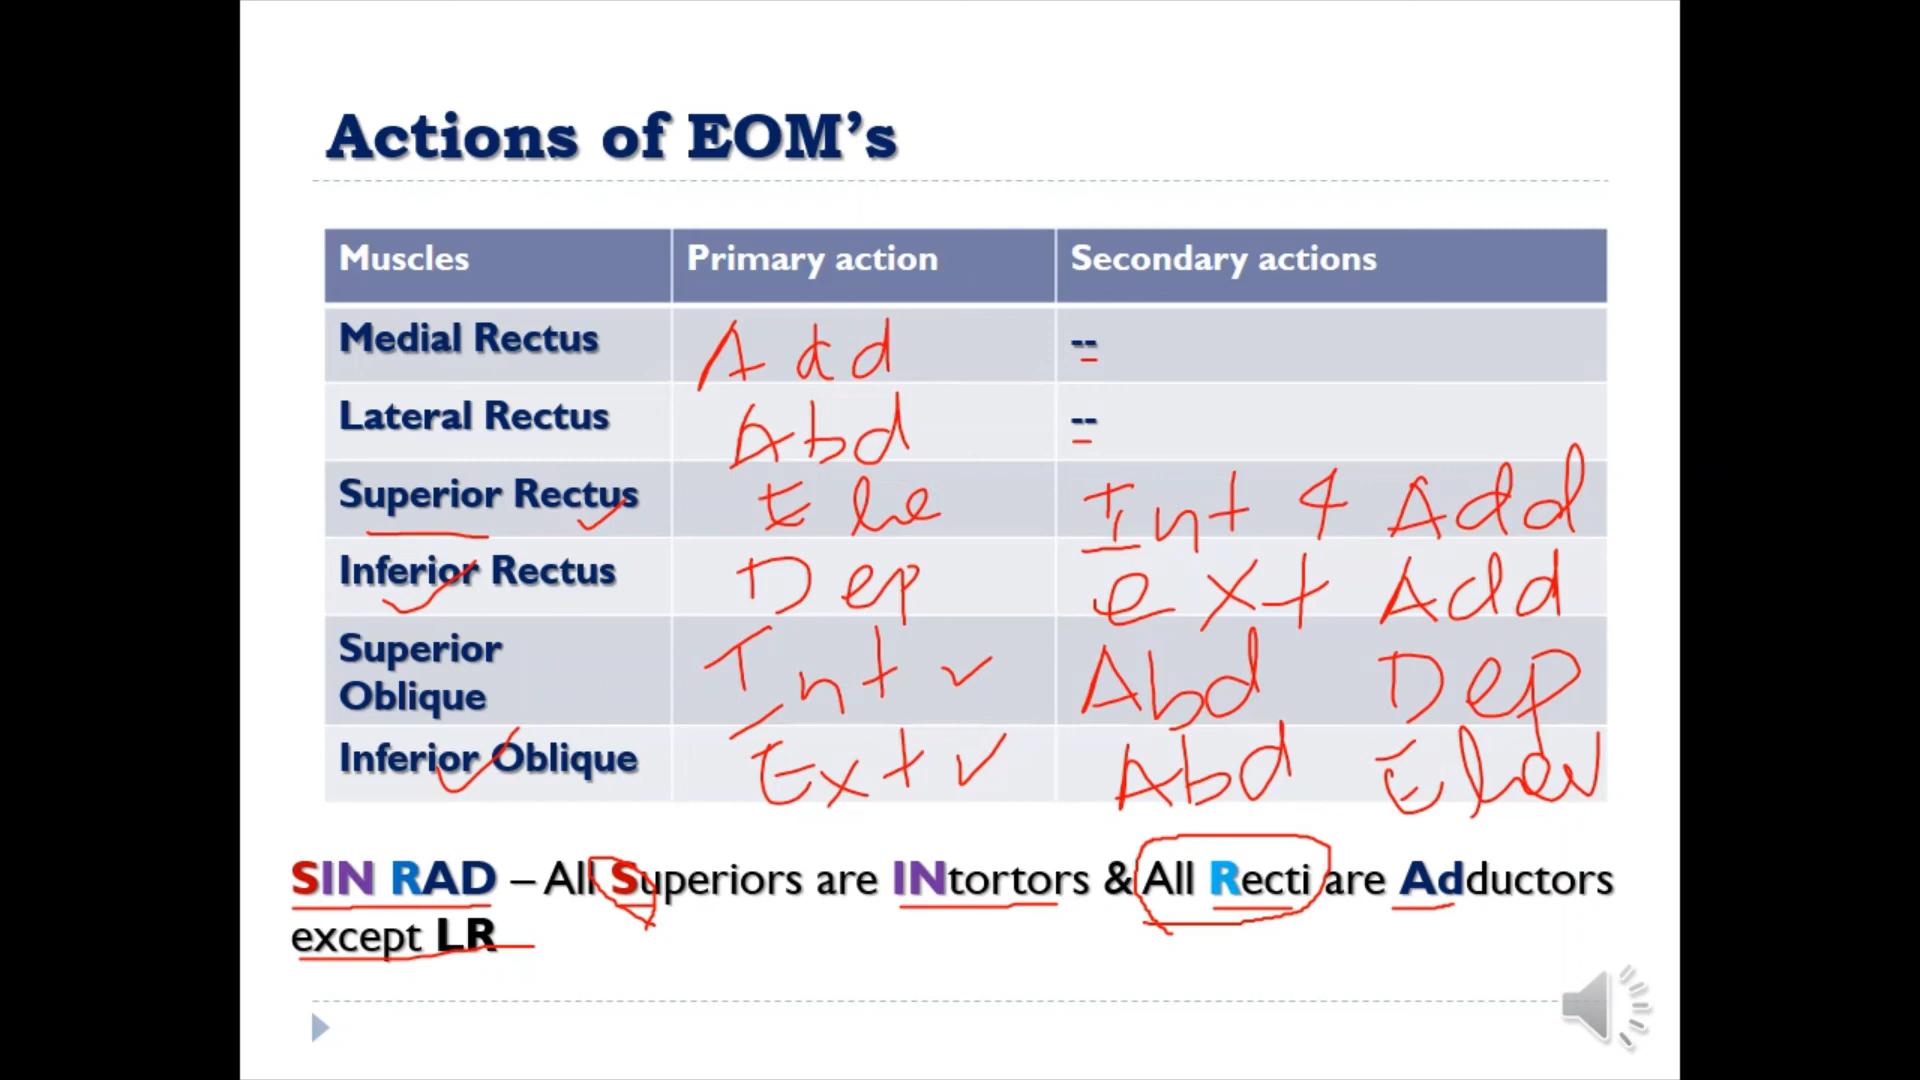 Actions of EOM's
Muscles Primary action Secondary actions
Medial Rectus Add --
Lateral Rectus Abd --
Superior Rectus Ele Int & Add
Inferior Rectus Dep ext Add
Superior Oblique Int Abd Dep
Inferior Oblique Ext Abd Elev
SIN RAD – All Superiors are INtortors & All Recti are Adductors
except LR